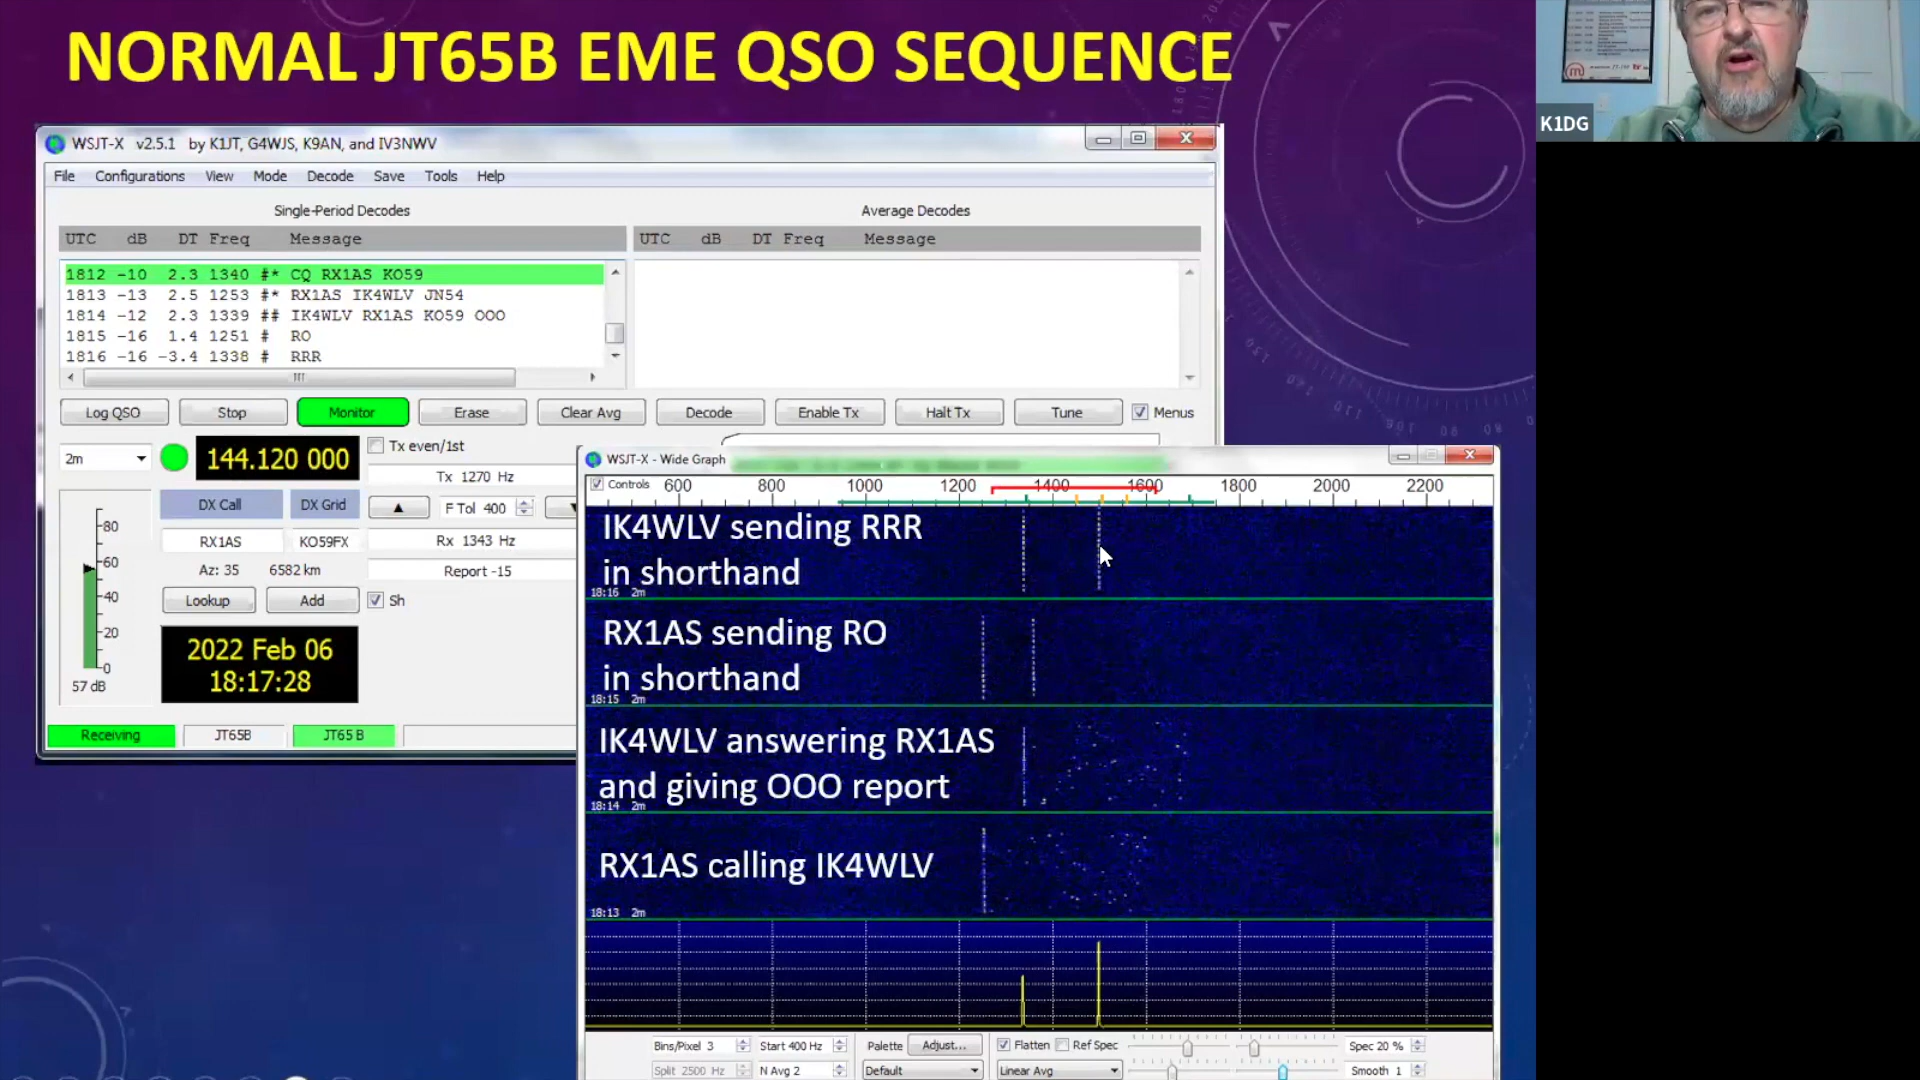 NORMAL JT65B EME QSO SEQUENCE
K1DG
WSJT-X v2.5.1 by K1JT, G4WJS, K9AN, and IV3NWV
File Configurations View Mode Decode Save Tools Help
Single-Period Decodes
Average Decodes
UTC dB DT Freq Message
UTC dB DT Freq Message
1812 -10 2.3 1340 #* CQ RX1AS KO59
1813 -13 2.5 1253 #* RX1AS IK4WLV JN54
1814 -12 2.3 1339 ## IK4WLV RX1AS KO59 OOO
1815 -16 1.4 1251 # RO
1816 -16 -3.4 1338 # RRR
Log QSO Stop Monitor Erase Clear Avg Decode Enable Tx Halt Tx Tune Menus
2m 144.120 000 Tx even/1st
Tx 1270 Hz
DX Call DX Grid F Tol 400
RX1AS KO59FX Rx 1343 Hz
Az: 35 6582 km Report -15
Lookup Add Sh
80
60
40
20
0
57 dB
2022 Feb 06
18:17:28
Receiving JT65B JT65 B
WSJT-X - Wide Graph
Controls 600 800 1000 1200 1400 1600 1800 2000 2200
IK4WLV sending RRR
in shorthand
18:16 2m
RX1AS sending RO
in shorthand
18:15 2m
IK4WLV answering RX1AS
and giving OOO report
18:14 2m
RX1AS calling IK4WLV
18:13 2m
Bins/Pixel 3 Start 400 Hz Palette Adjust... Flatten Ref Spec Spec 20 %
Split 2500 Hz N Avg 2 Default Linear Avg Smooth 1